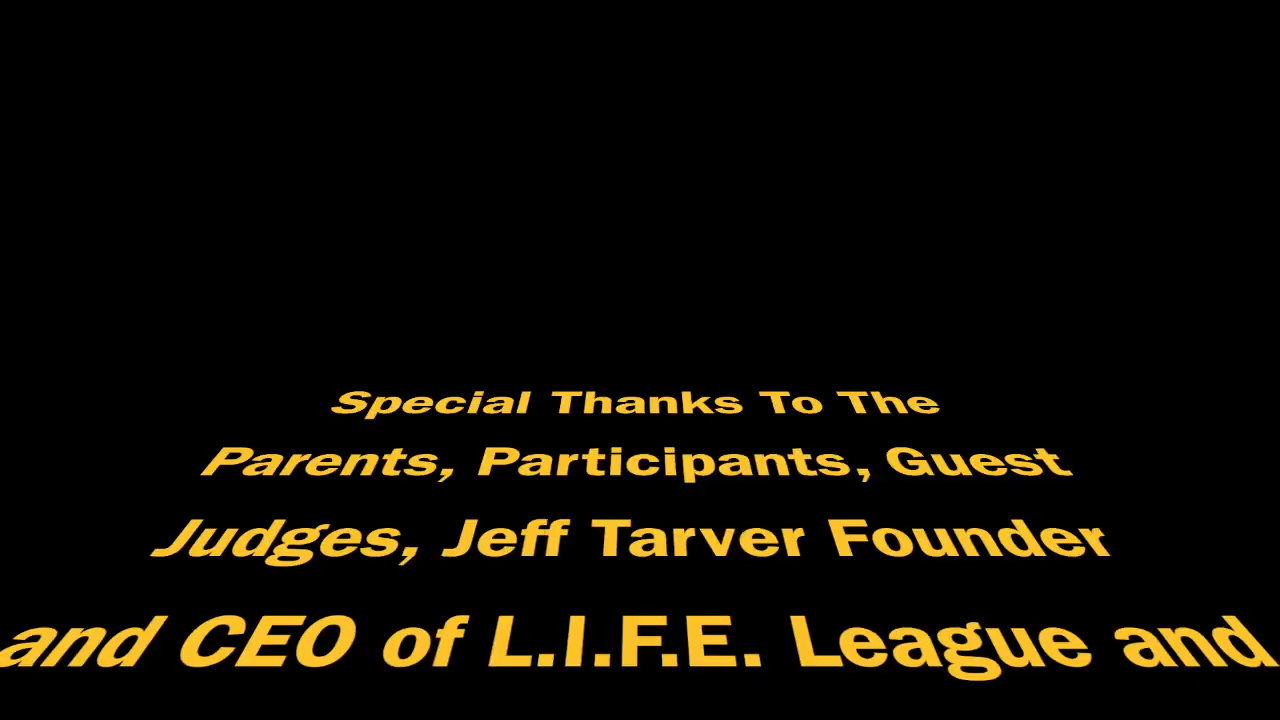 Special Thanks To The
Parents, Participants, Guest
Judges, Jeff Tarver Founder
and CEO of L.I.F.E. League and